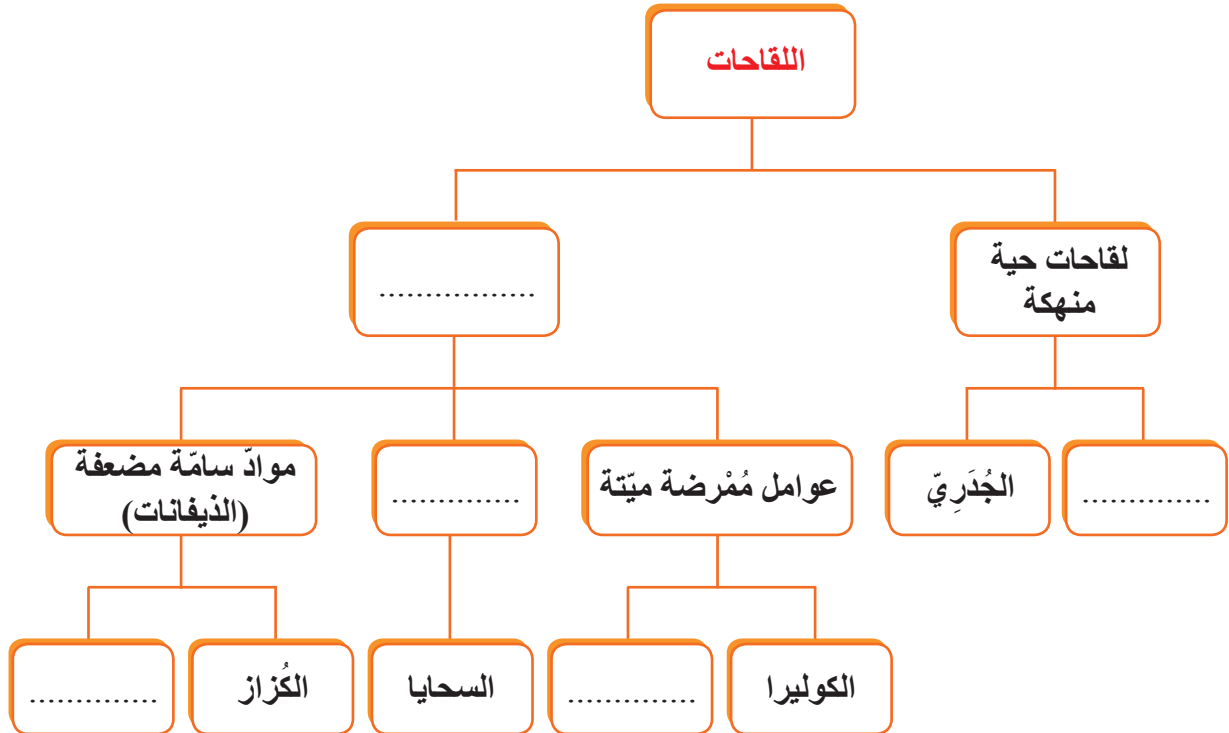 اللقاحات
لقاحات حية
منهكة
.................
..............
الجُدَرِيّ
عوامل مُمْرضة ميّتة
..............
موادّ سامّة مضعفة
(الذيفانات)
الكوليرا
..............
السحايا
الكُزاز
..............